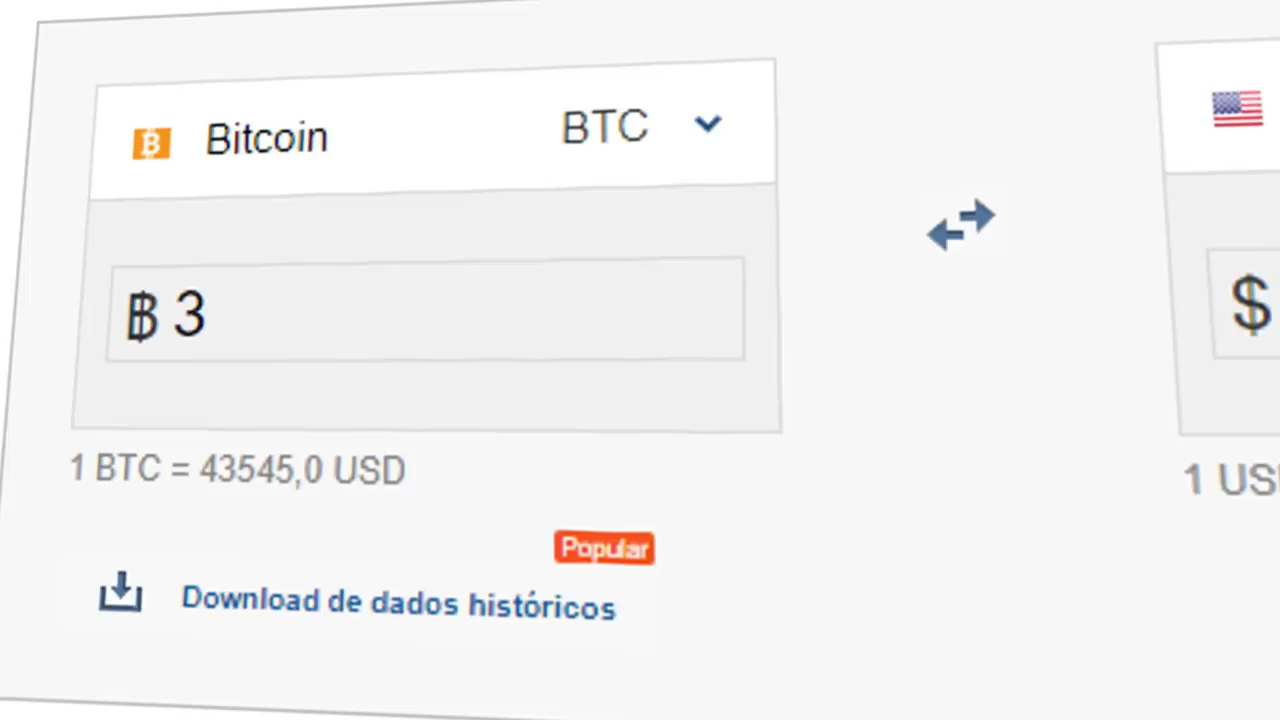 Bitcoin BTC
฿ 3
$
1 BTC = 43545,0 USD
1 US
Popular
Download de dados históricos